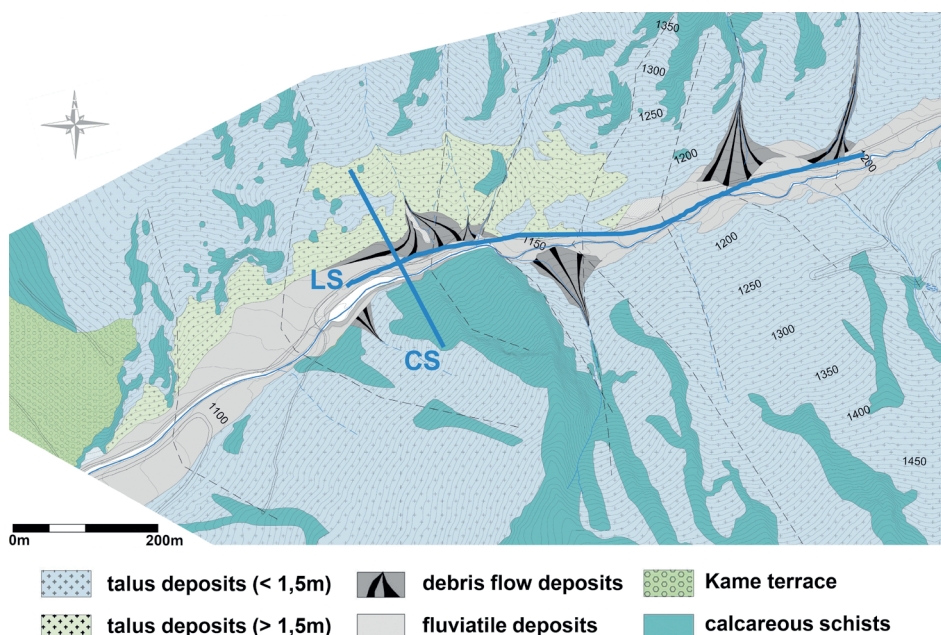 1350
1300
1250
1200
1200
1150
1200
1250
LS
1300
CS
1350
1100
1400
1450
0m 200m
talus deposits (< 1,5m) debris flow deposits Kame terrace
talus deposits (> 1,5m) fluviatile deposits calcareous schists